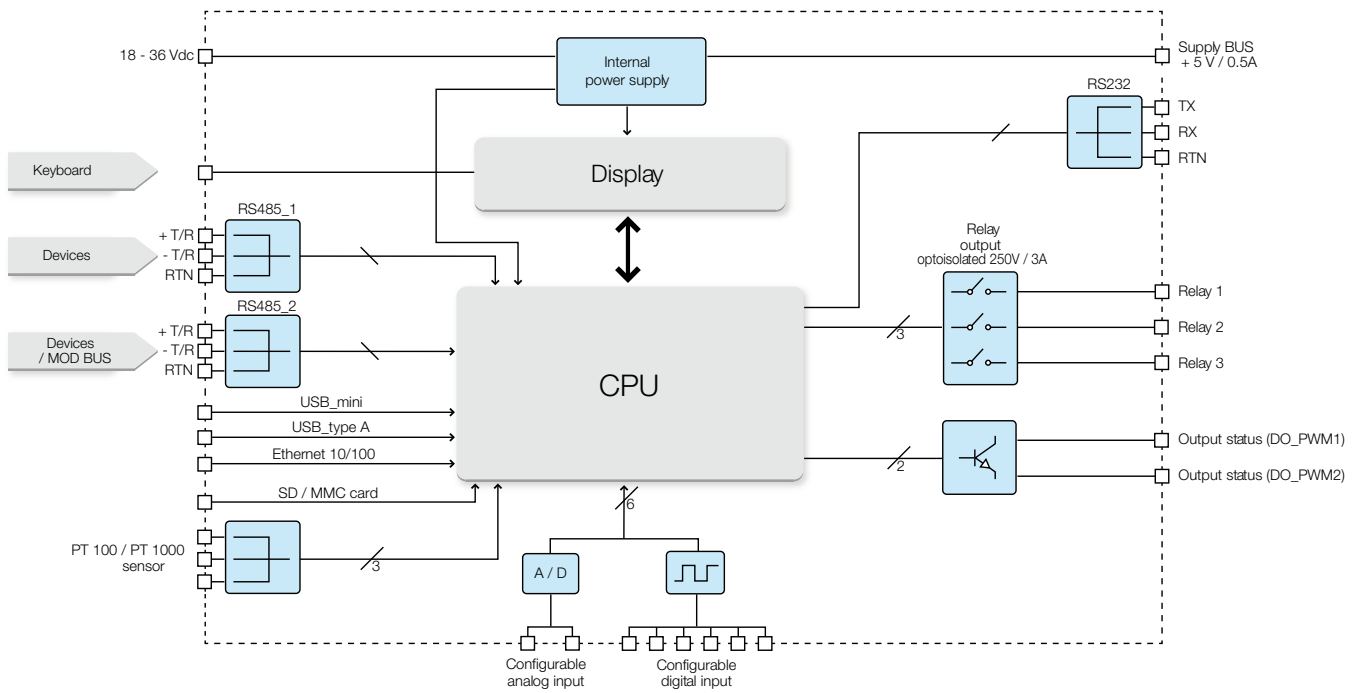 18 - 36 Vdc
Internal
power supply
Supply BUS
+ 5 V / 0.5A
RS232
TX
RX
RTN
Keyboard
Display
RS485_1
+ T/R
- T/R
RTN
Devices
Relay
output
optoisolated 250V / 3A
RS485_2
+ T/R
- T/R
RTN
Devices
/ MOD BUS
Relay 1
Relay 2
Relay 3
3
CPU
USB_mini
USB_type A
Ethernet 10/100
SD / MMC card
2
Output status (DO_PWM1)
Output status (DO_PWM2)
6
PT 100 / PT 1000
sensor
3
A / D
Configurable
analog input
Configurable
digital input